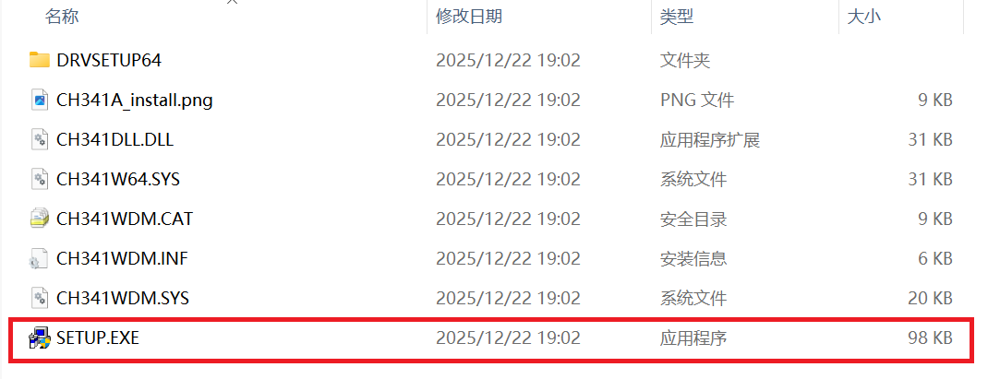 名称 修改日期 类型 大小
DRVSETUP64 2025/12/22 19:02 文件夹
CH341A_install.png 2025/12/22 19:02 PNG 文件 9 KB
CH341DLL.DLL 2025/12/22 19:02 应用程序扩展 31 KB
CH341W64.SYS 2025/12/22 19:02 系统文件 31 KB
CH341WDM.CAT 2025/12/22 19:02 安全目录 9 KB
CH341WDM.INF 2025/12/22 19:02 安装信息 6 KB
CH341WDM.SYS 2025/12/22 19:02 系统文件 20 KB
SETUP.EXE 2025/12/22 19:02 应用程序 98 KB